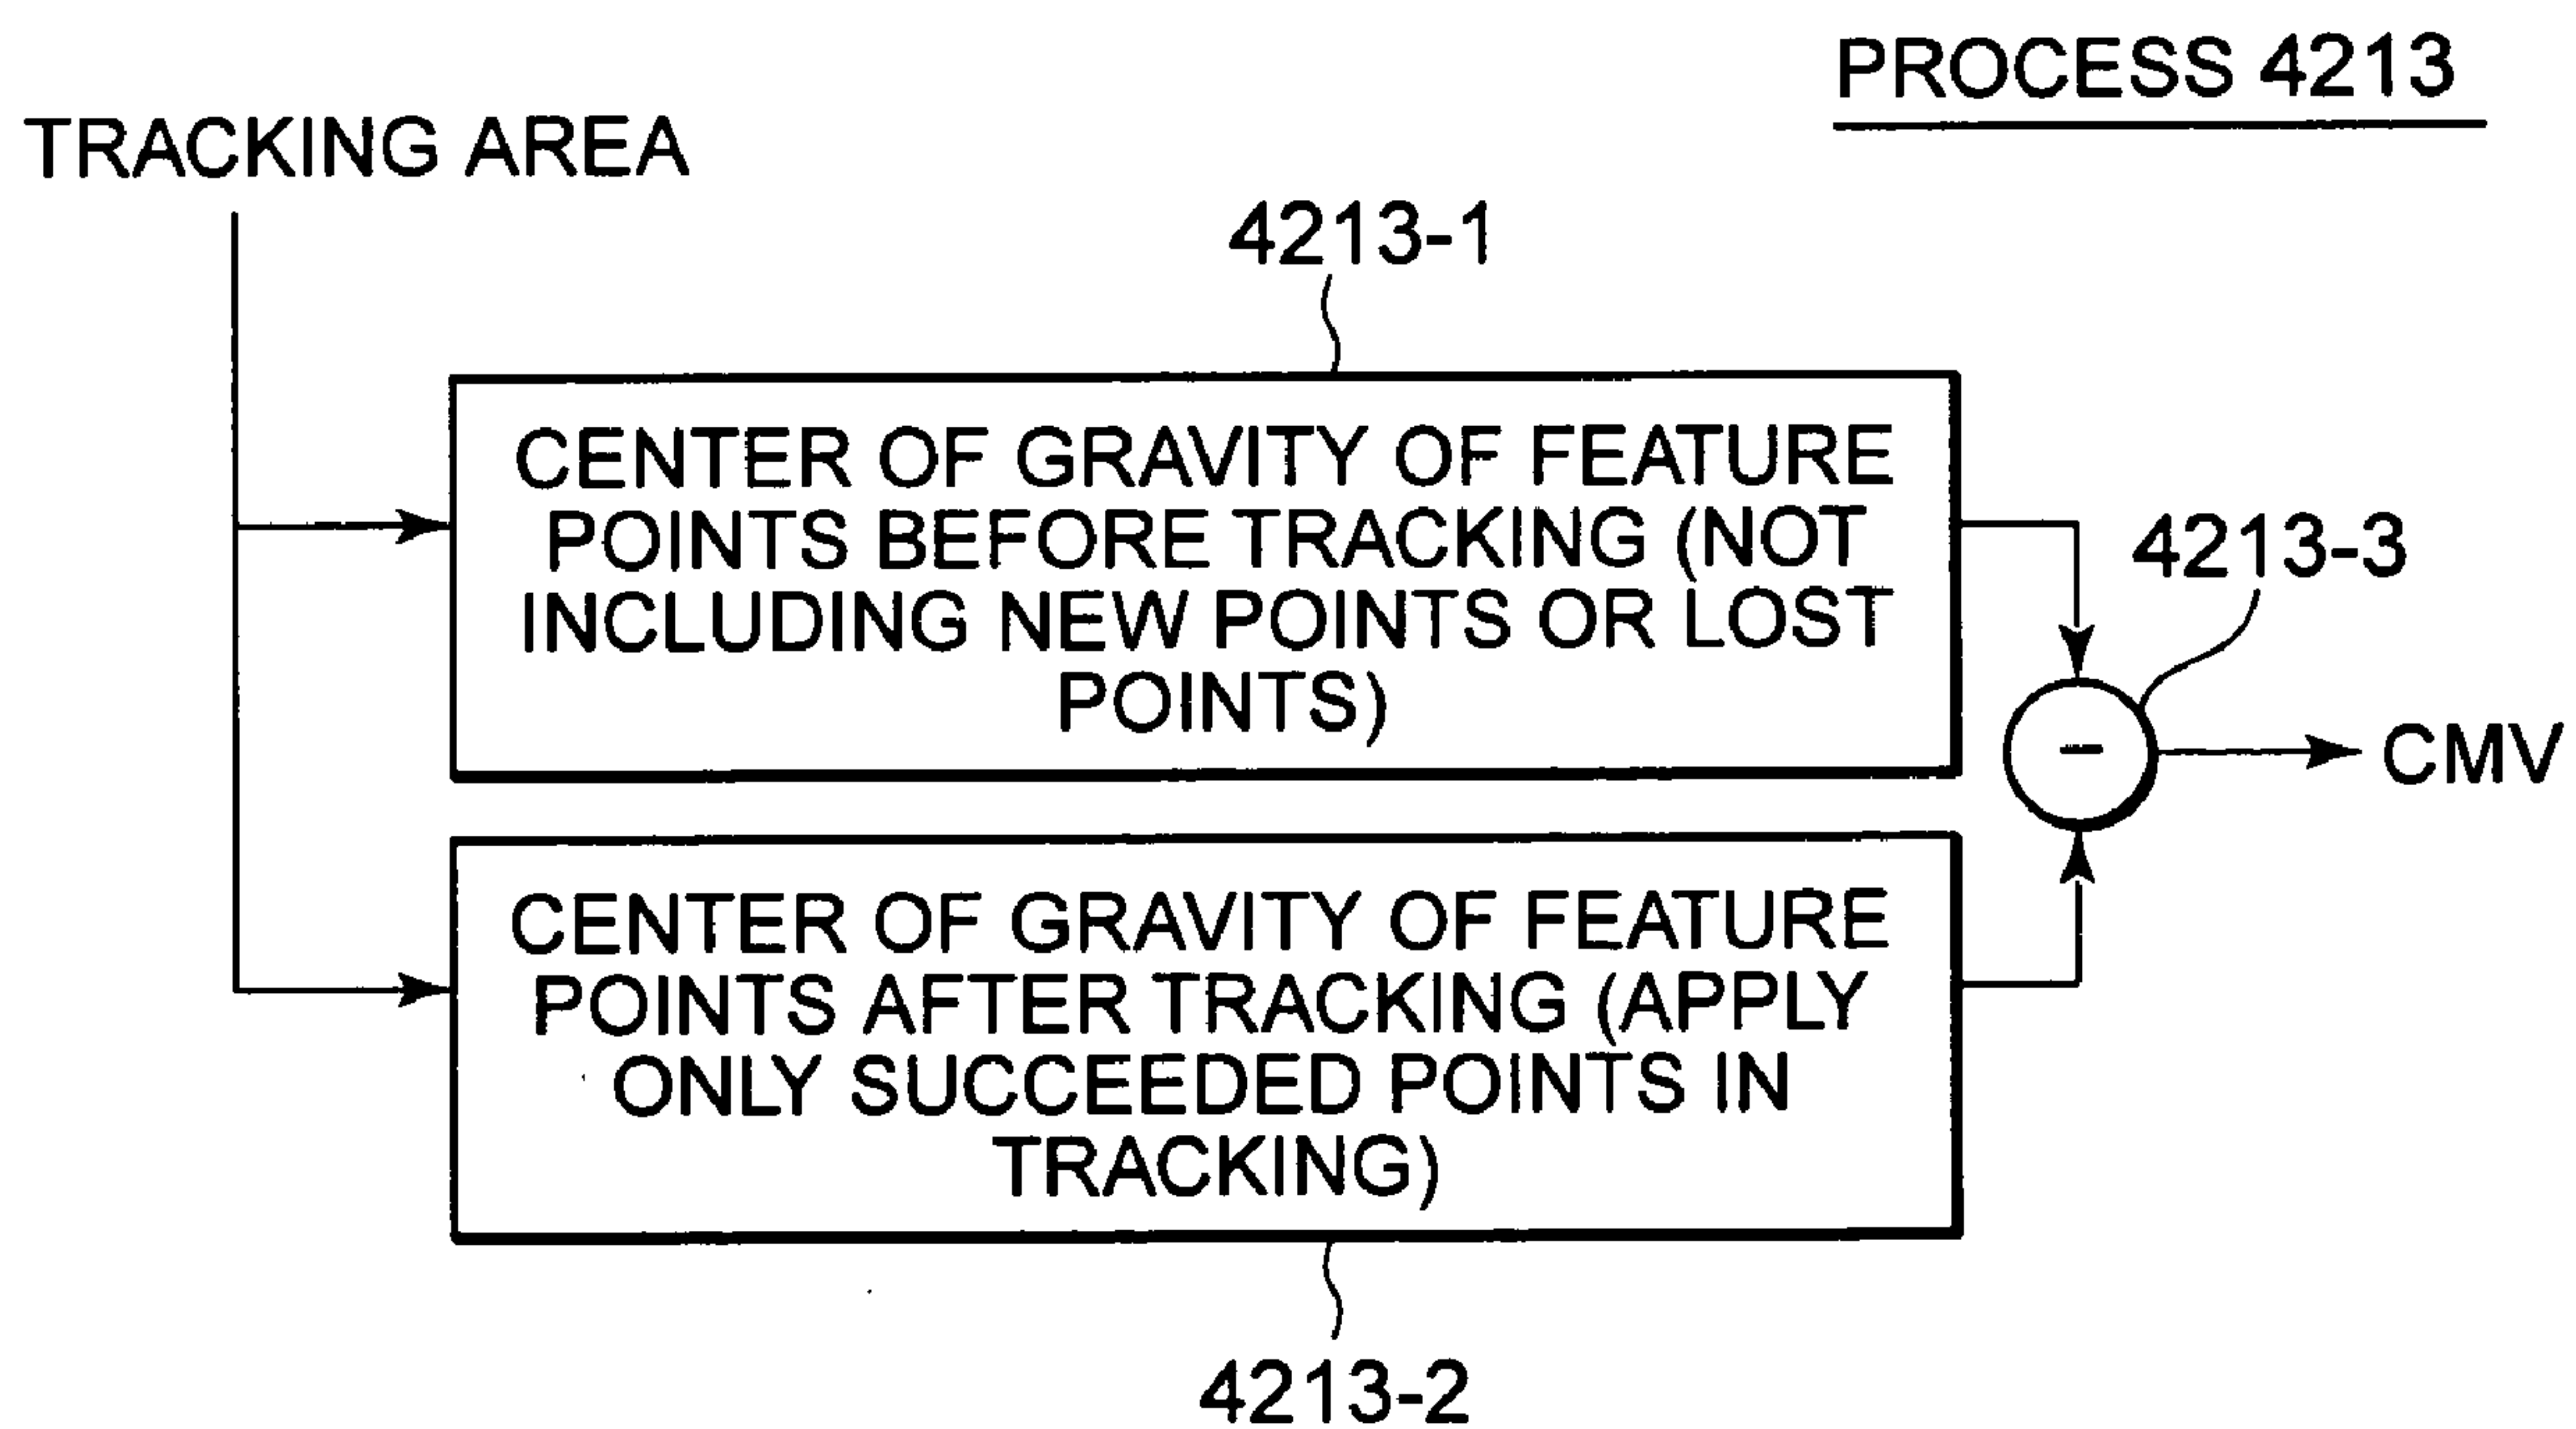 PROCESS 4213
TRACKING AREA
4213-1
CENTER OF GRAVITY OF FEATURE
POINTS BEFORE TRACKING (NOT
INCLUDING NEW POINTS OR LOST
POINTS)
4213-3
-
CMV
CENTER OF GRAVITY OF FEATURE
POINTS AFTER TRACKING (APPLY
ONLY SUCCEEDED POINTS IN
TRACKING)
4213-2